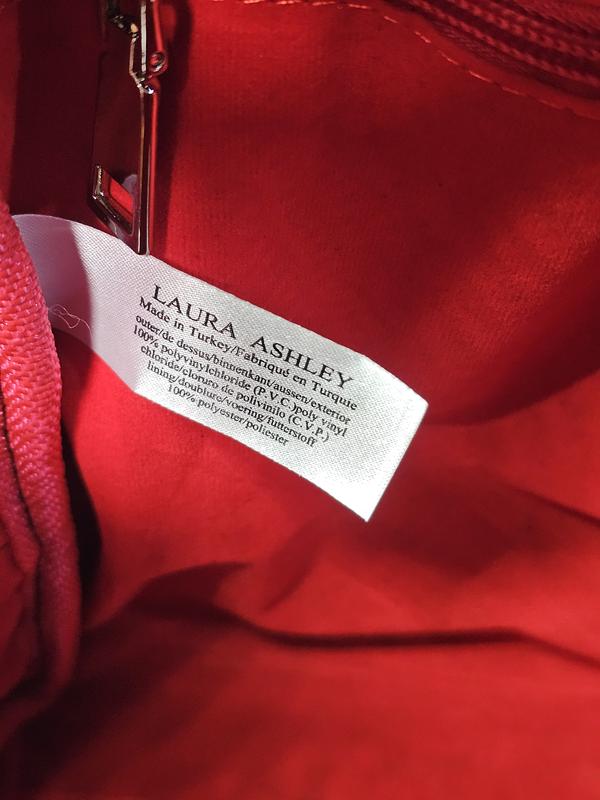 LAURA ASHLEY
Made in Turkey/Fabriqué en Turquie
outer/de dessus/binnenkant/aussen/exterior
100% polyvinylchloride (P.V.C.)poly vinyl
chloride/cloruro de polivinilo (C.V.P.)
lining/doublure/voering/futterstoff
100% polyester/poliester